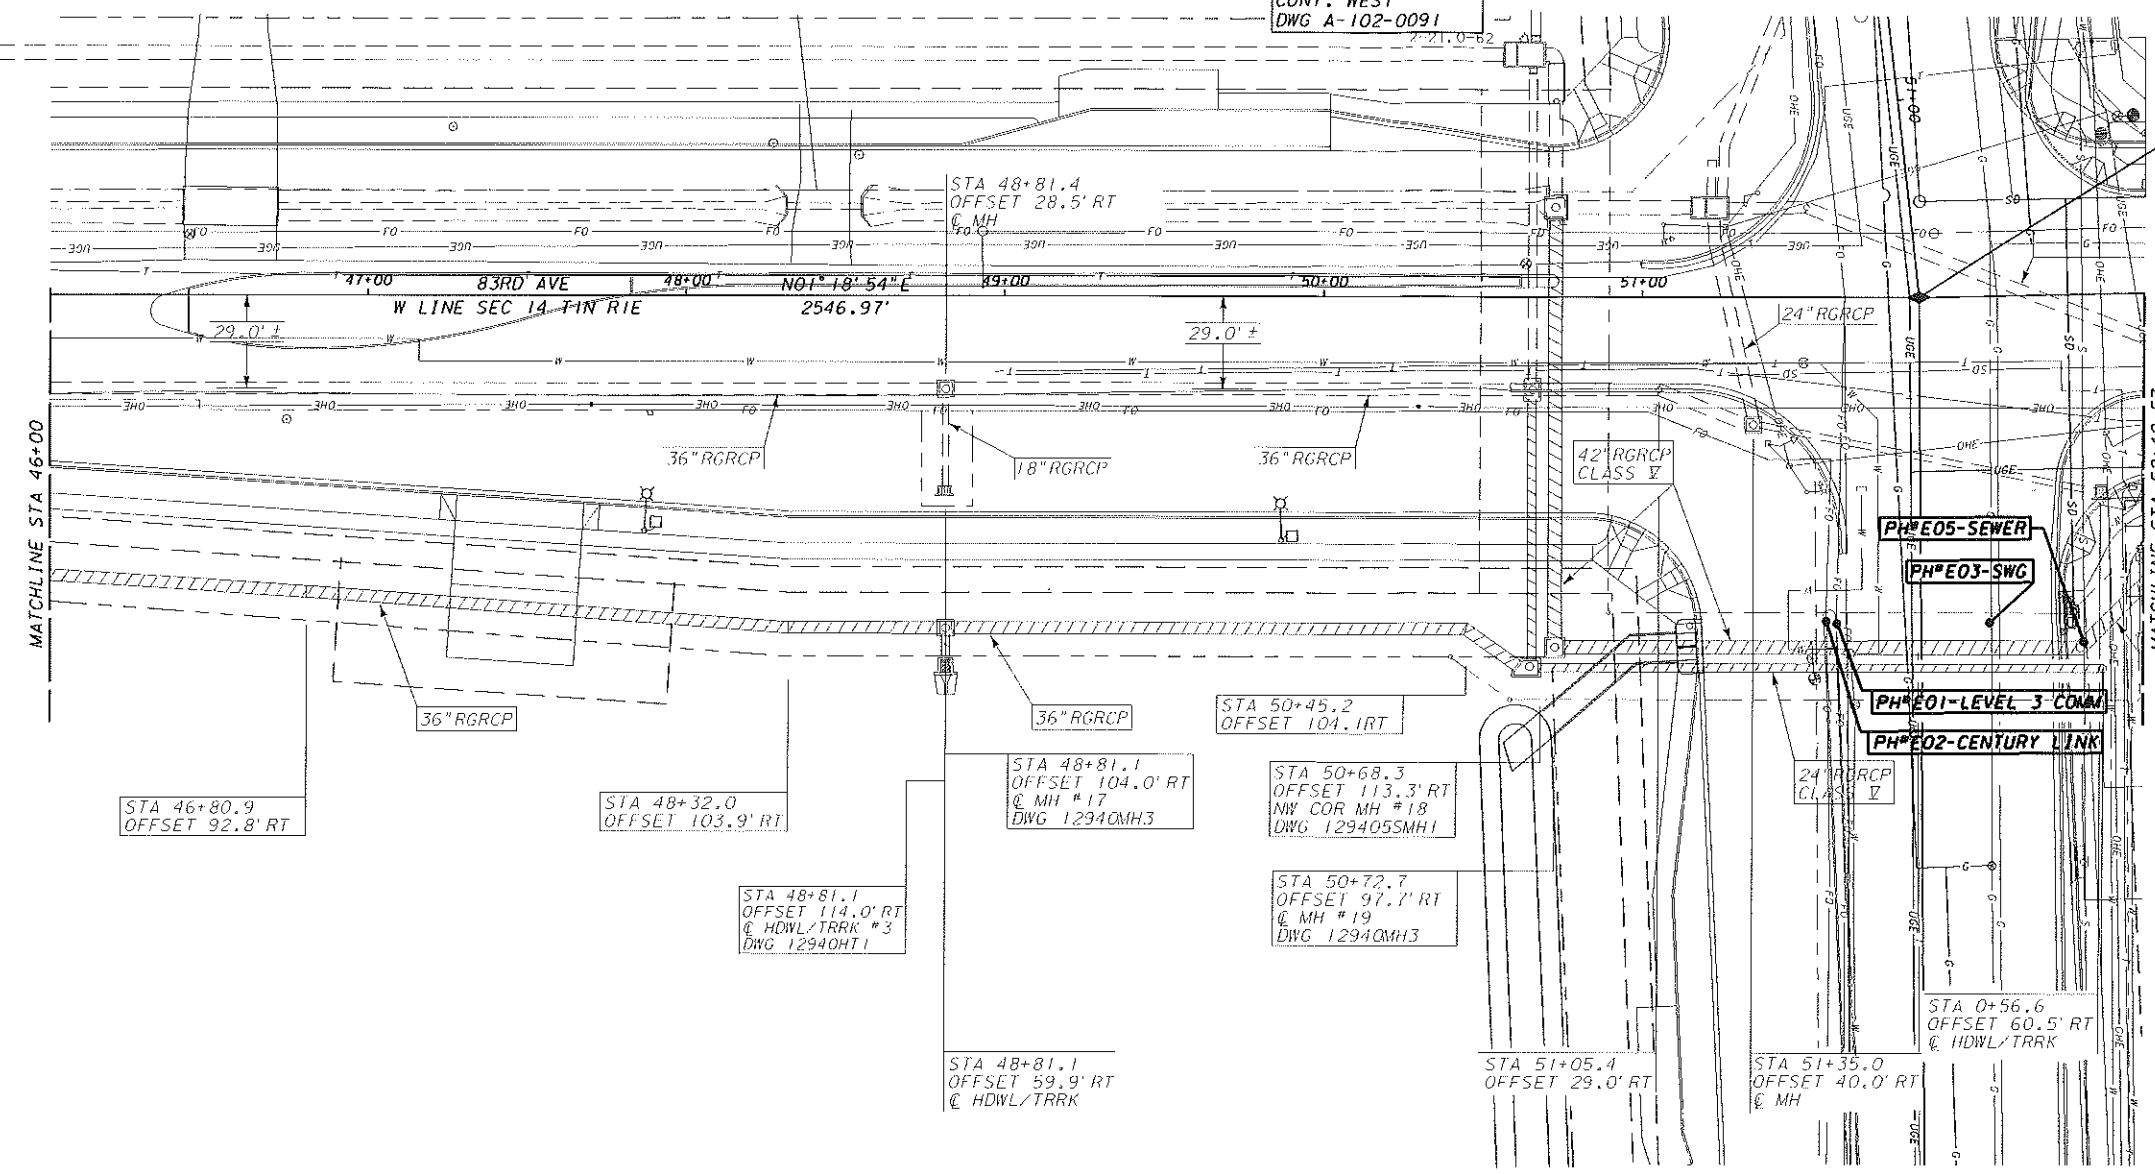 CONT. WEST
DWG A-102-0091
51+00
STA 48+81.4
OFFSET 28.5' RT
℄ MH
47+00
83RD AVE
48+00
N01°18'54"E
49+00
50+00
51+00
W LINE SEC 14 T1N R1E
2546.97'
29.0' ±
29.0' ±
24" RGRCP
36" RGRCP
18" RGRCP
36" RGRCP
42" RGRCP
CLASS V
MATCHLINE STA 46+00
PH#E05-SEWER
PH#E03-SWG
PH#E01-LEVEL 3 COMM
PH#E02-CENTURY LINK
36" RGRCP
36" RGRCP
STA 50+45.2
OFFSET 104.1RT
STA 48+81.1
OFFSET 104.0' RT
℄ MH #17
DWG 12940MH3
STA 50+68.3
OFFSET 113.3' RT
NW COR MH #18
DWG 129405SMH1
24" RGRCP
CLASS V
STA 46+80.9
OFFSET 92.8' RT
STA 48+32.0
OFFSET 103.9' RT
STA 48+81.1
OFFSET 114.0' RT
℄ HDWL/TRRK #3
DWG 12940HT1
STA 50+72.7
OFFSET 97.7' RT
℄ MH #19
DWG 12940MH3
STA 0+56.6
OFFSET 60.5' RT
℄ HDWL/TRRK
STA 48+81.1
OFFSET 59.9' RT
℄ HDWL/TRRK
STA 51+05.4
OFFSET 29.0' RT
STA 51+35.0
OFFSET 40.0' RT
℄ MH